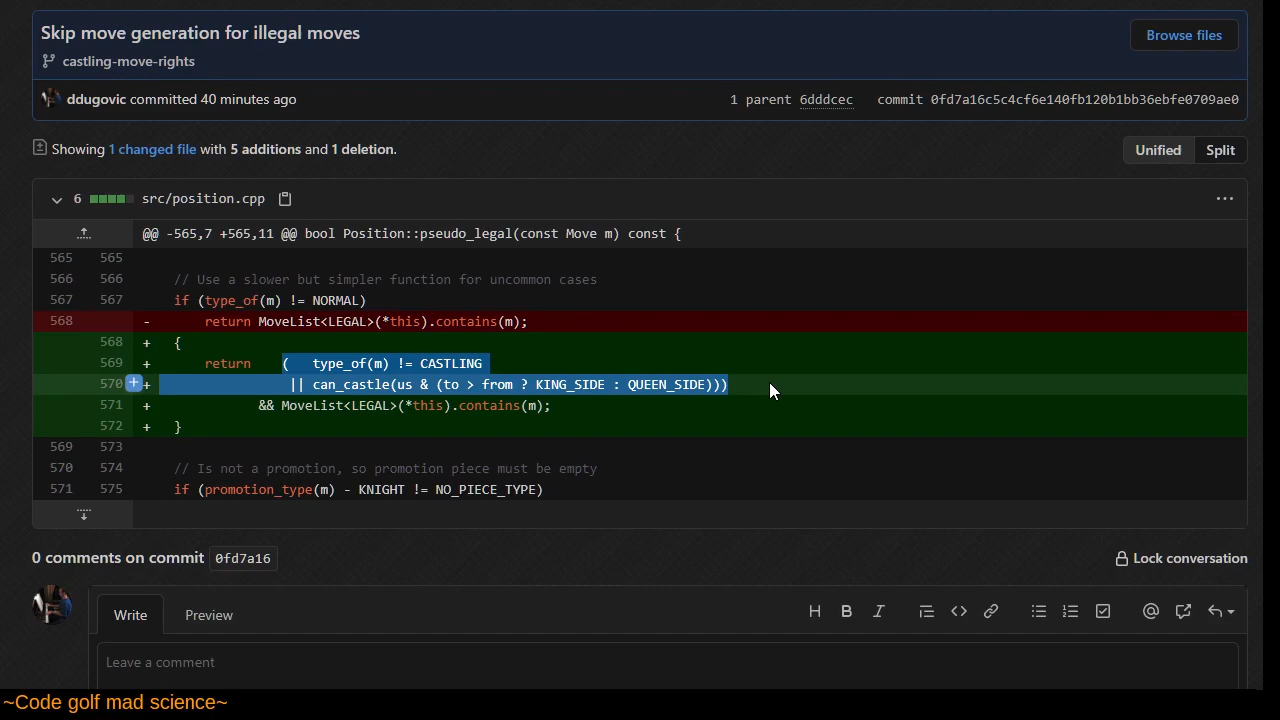 Skip move generation for illegal moves
Browse files
castling-move-rights
ddugovic committed 40 minutes ago
1 parent 6dddcec commit 0fd7a16c5c4cf6e140fb120b1bb36ebfe0709ae0
Showing 1 changed file with 5 additions and 1 deletion.
Unified Split
6 src/position.cpp
@@ -565,7 +565,11 @@ bool Position::pseudo_legal(const Move m) const {
565 565
566 566 // Use a slower but simpler function for uncommon cases
567 567 if (type_of(m) != NORMAL)
568 - return MoveList<LEGAL>(*this).contains(m);
568 + {
569 + return ( type_of(m) != CASTLING
570 + || can_castle(us & (to > from ? KING_SIDE : QUEEN_SIDE)))
571 + && MoveList<LEGAL>(*this).contains(m);
572 + }
569 573
570 574 // Is not a promotion, so promotion piece must be empty
571 575 if (promotion_type(m) - KNIGHT != NO_PIECE_TYPE)
0 comments on commit 0fd7a16
Lock conversation
Write Preview
Leave a comment
~Code golf mad science~